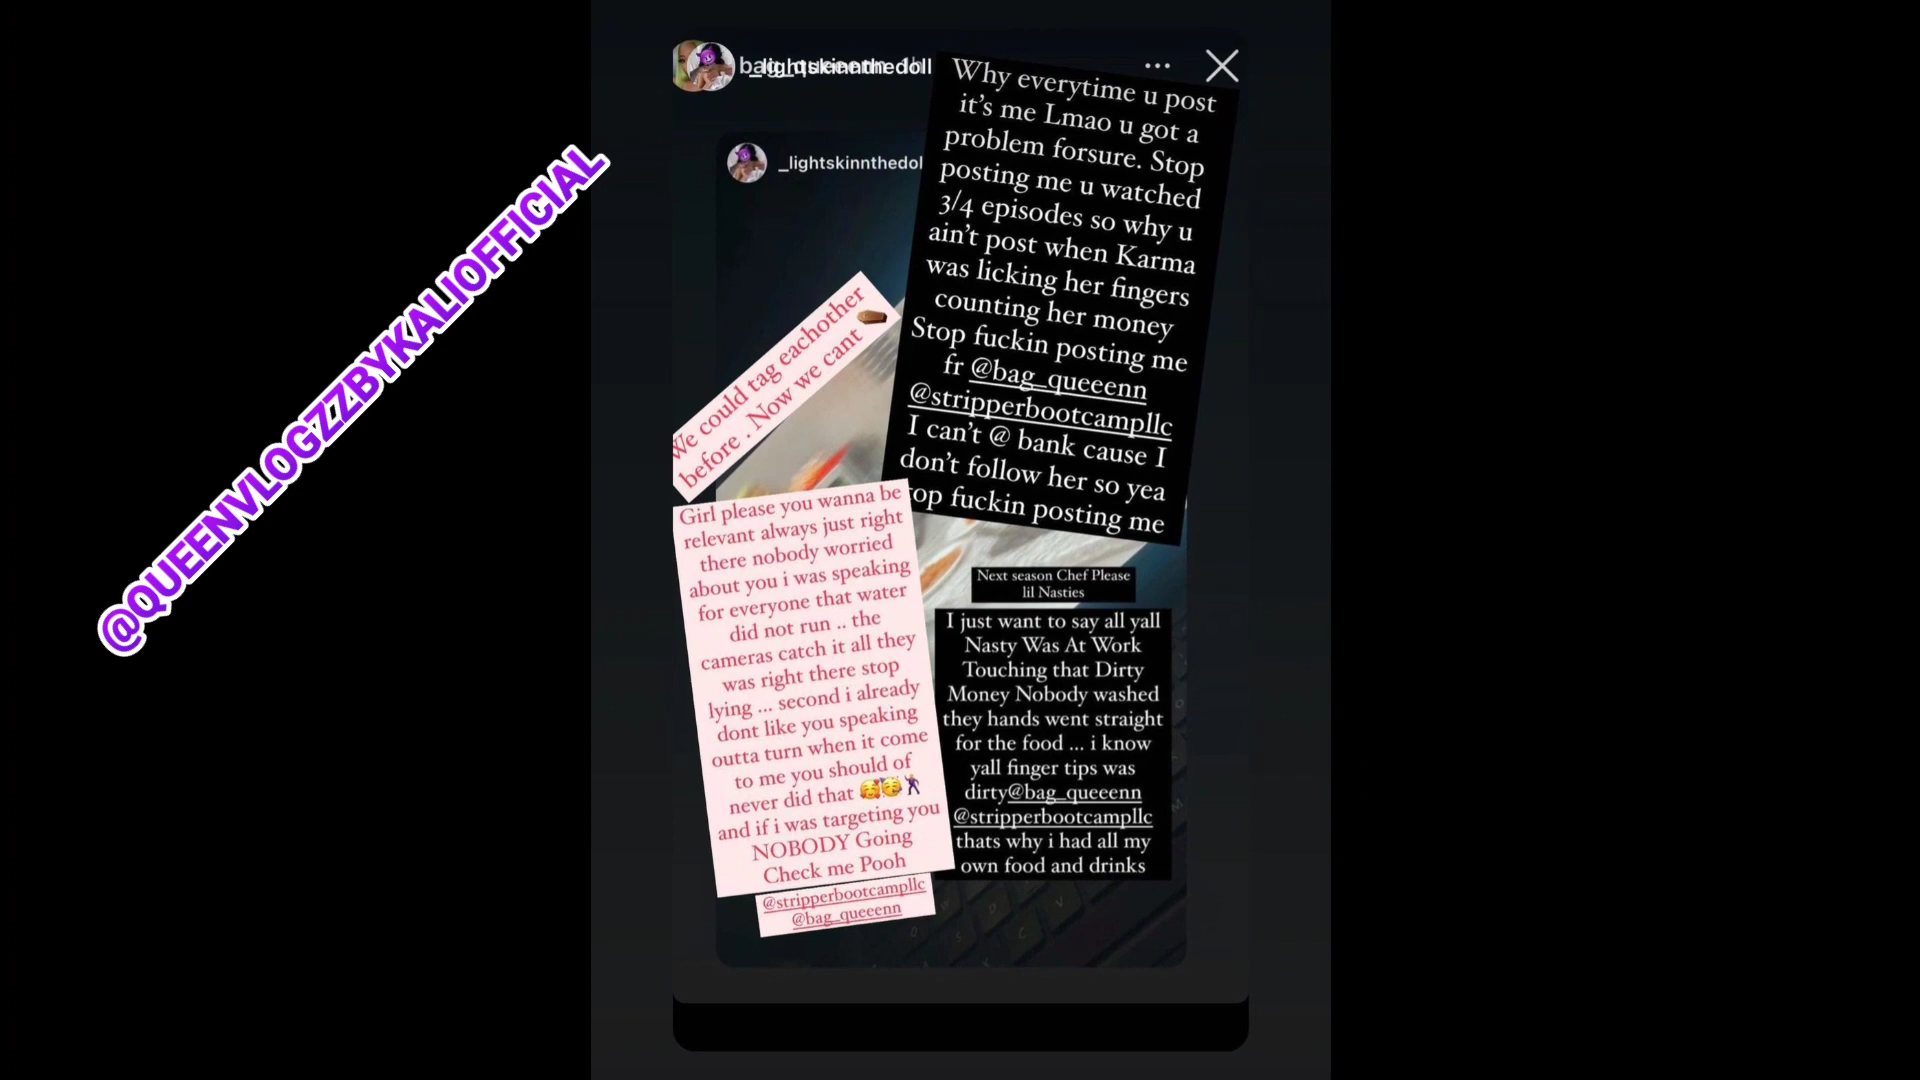 @QUEENVLOGZZBYKALIOFFICIAL
_lightskinnthedoll
_lightskinnthedol
Why everytime u post
it's me Lmao u got a
problem forsure. Stop
posting me u watched
3/4 episodes so why u
ain't post when Karma
was licking her fingers
counting her money
Stop fuckin posting me
fr @bag_queeenn
@stripperbootcampllc
I can't @ bank cause I
don't follow her so yea
top fuckin posting me
We could tag eachother
before . Now we cant
Girl please you wanna be
relevant always just right
there nobody worried
about you i was speaking
for everyone that water
did not run .. the
cameras catch it all they
was right there stop
lying ... second i already
dont like you speaking
outta turn when it come
to me you should of
never did that 🥰🥳🕺
and if i was targeting you
NOBODY Going
Check me Pooh
@stripperbootcampllc
@bag_queeenn
Next season Chef Please
lil Nasties
I just want to say all yall
Nasty Was At Work
Touching that Dirty
Money Nobody washed
they hands went straight
for the food ... i know
yall finger tips was
dirty@bag_queeenn
@stripperbootcampllc
thats why i had all my
own food and drinks